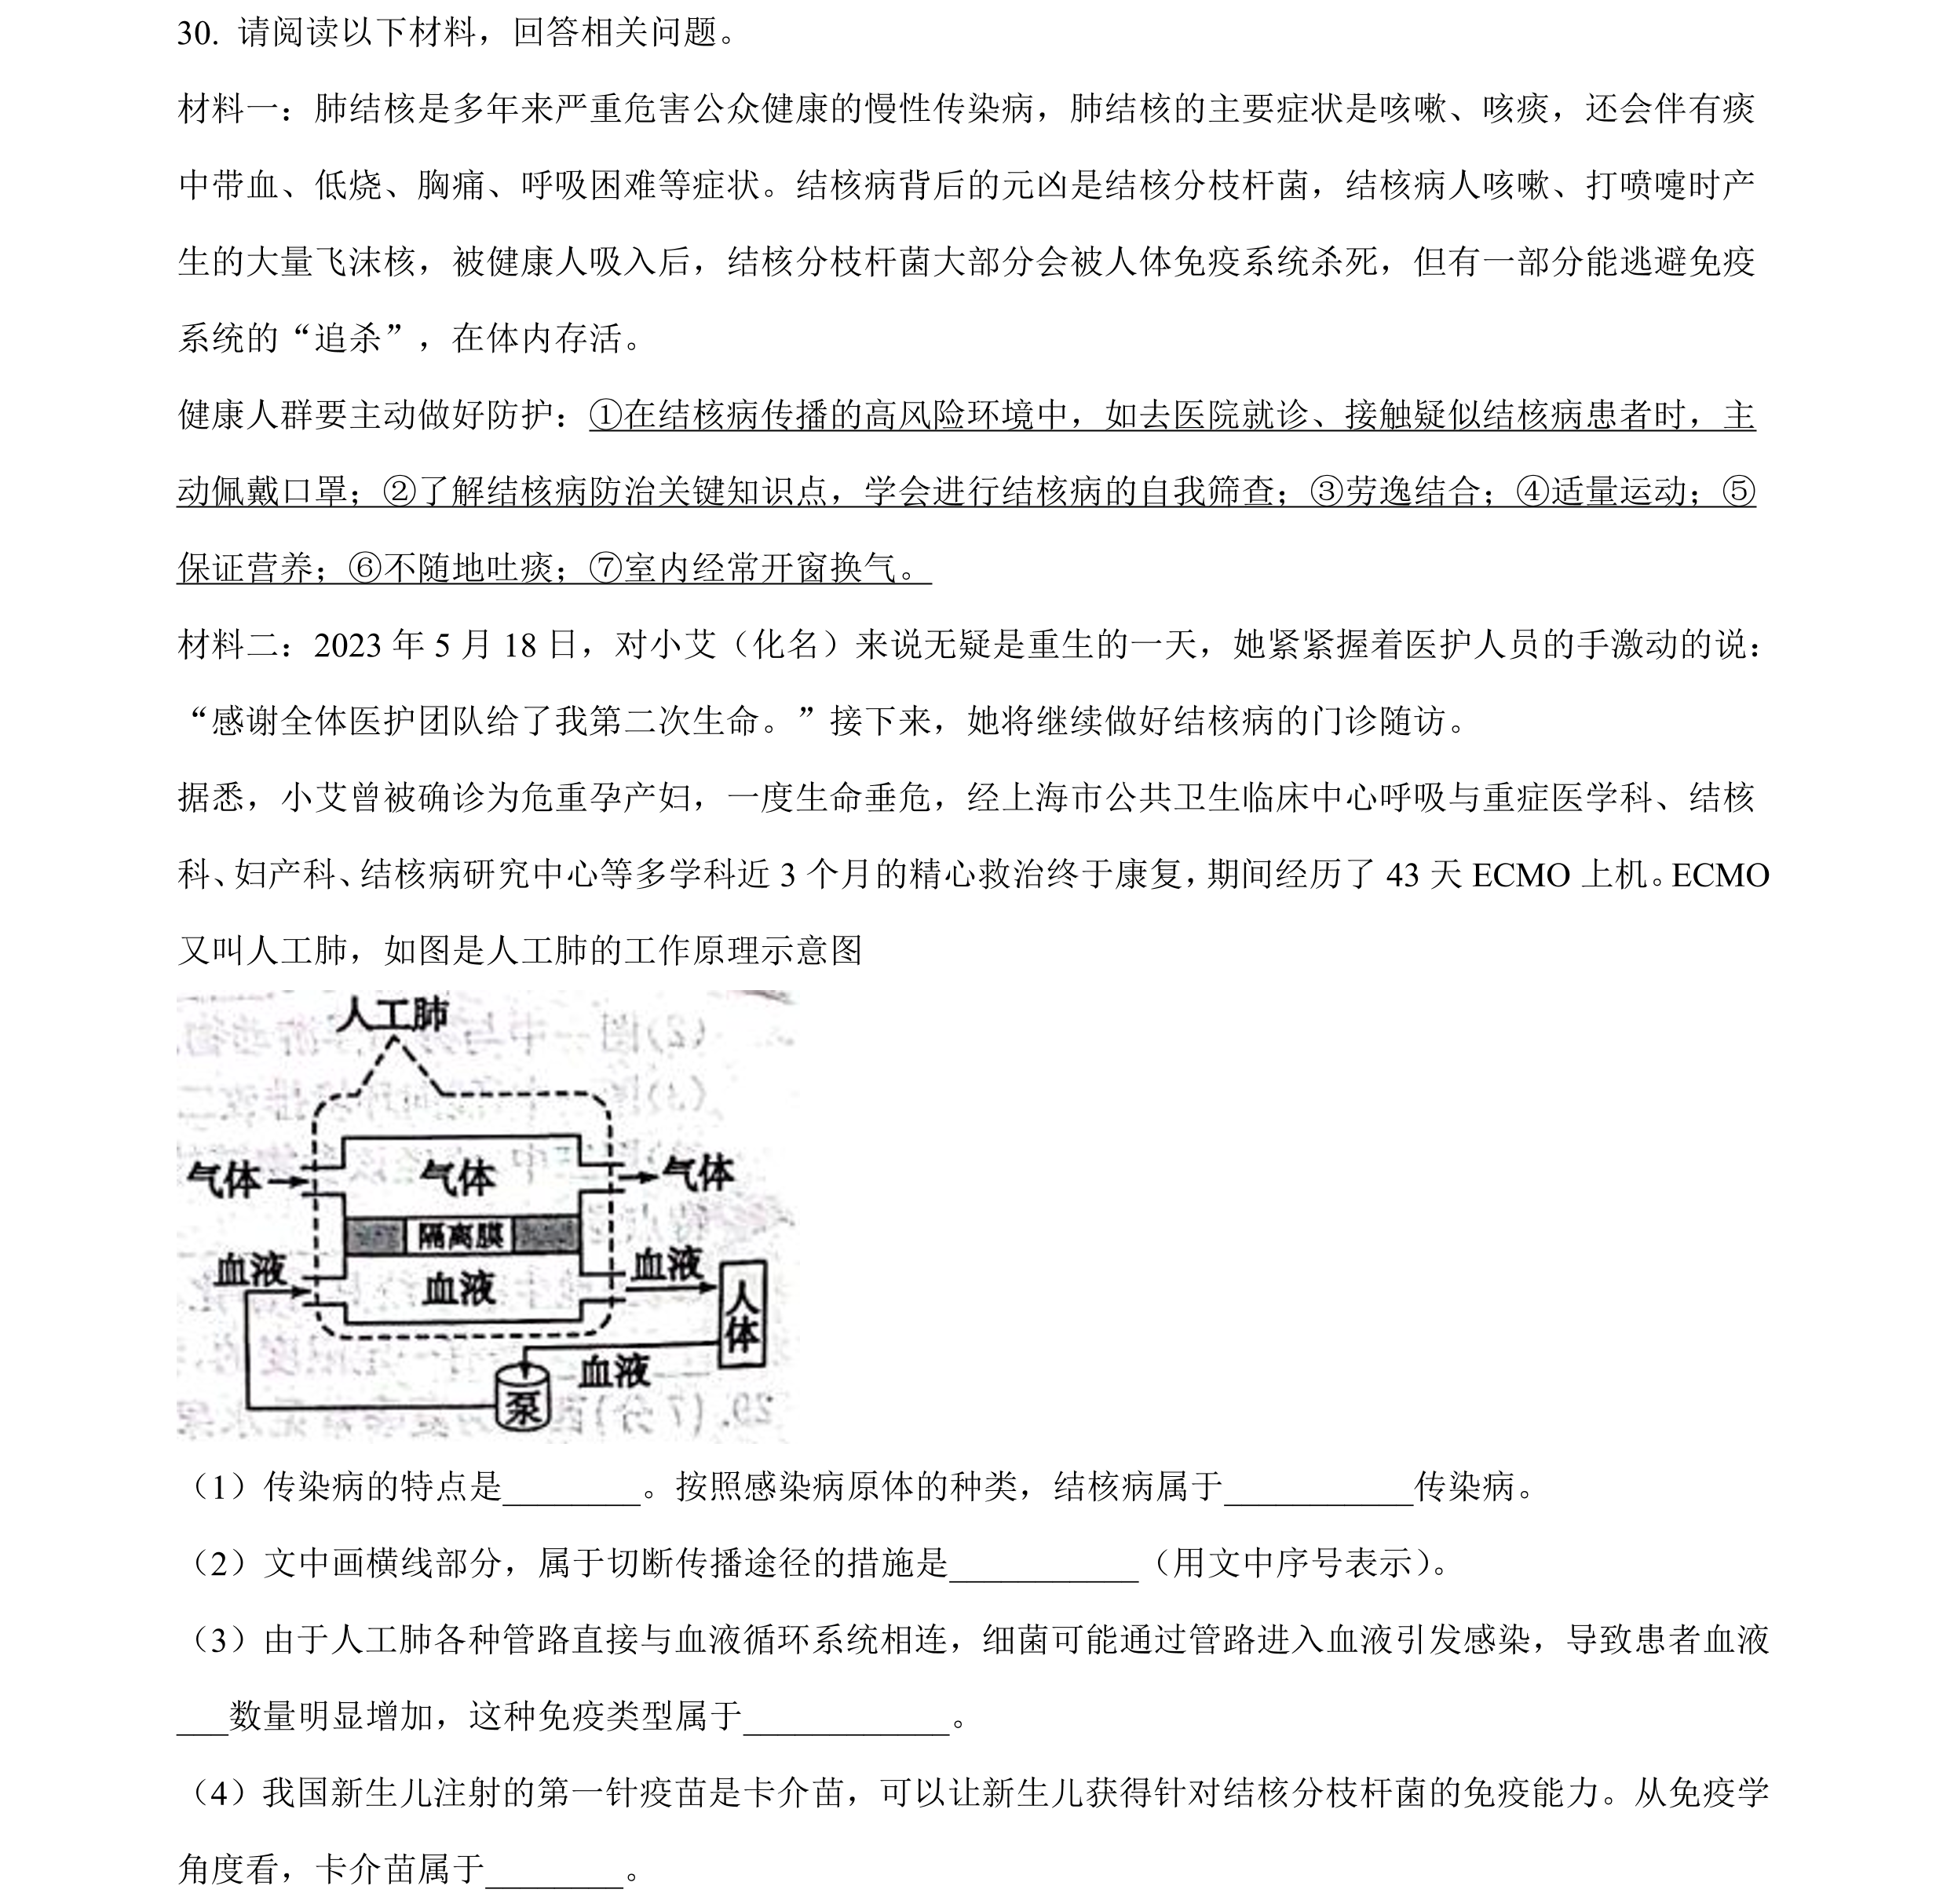 30. 请阅读以下材料，回答相关问题。
材料一：肺结核是多年来严重危害公众健康的慢性传染病，肺结核的主要症状是咳嗽、咳痰，还会伴有痰
中带血、低烧、胸痛、呼吸困难等症状。结核病背后的元凶是结核分枝杆菌，结核病人咳嗽、打喷嚏时产
生的大量飞沫核，被健康人吸入后，结核分枝杆菌大部分会被人体免疫系统杀死，但有一部分能逃避免疫
系统的“追杀”，在体内存活。
健康人群要主动做好防护：①在结核病传播的高风险环境中，如去医院就诊、接触疑似结核病患者时，主
动佩戴口罩；②了解结核病防治关键知识点，学会进行结核病的自我筛查；③劳逸结合；④适量运动；⑤
保证营养；⑥不随地吐痰；⑦室内经常开窗换气。
材料二：2023 年 5 月 18 日，对小艾（化名）来说无疑是重生的一天，她紧紧握着医护人员的手激动的说：
“感谢全体医护团队给了我第二次生命。”接下来，她将继续做好结核病的门诊随访。
据悉，小艾曾被确诊为危重孕产妇，一度生命垂危，经上海市公共卫生临床中心呼吸与重症医学科、结核
科、妇产科、结核病研究中心等多学科近 3 个月的精心救治终于康复，期间经历了 43 天 ECMO 上机。ECMO
又叫人工肺，如图是人工肺的工作原理示意图
人工肺
气体 气体 气体
隔离膜
血液 血液 血液
人体
血液
泵
（1）传染病的特点是________。按照感染病原体的种类，结核病属于___________传染病。
（2）文中画横线部分，属于切断传播途径的措施是___________（用文中序号表示）。
（3）由于人工肺各种管路直接与血液循环系统相连，细菌可能通过管路进入血液引发感染，导致患者血液
___数量明显增加，这种免疫类型属于____________。
（4）我国新生儿注射的第一针疫苗是卡介苗，可以让新生儿获得针对结核分枝杆菌的免疫能力。从免疫学
角度看，卡介苗属于________。